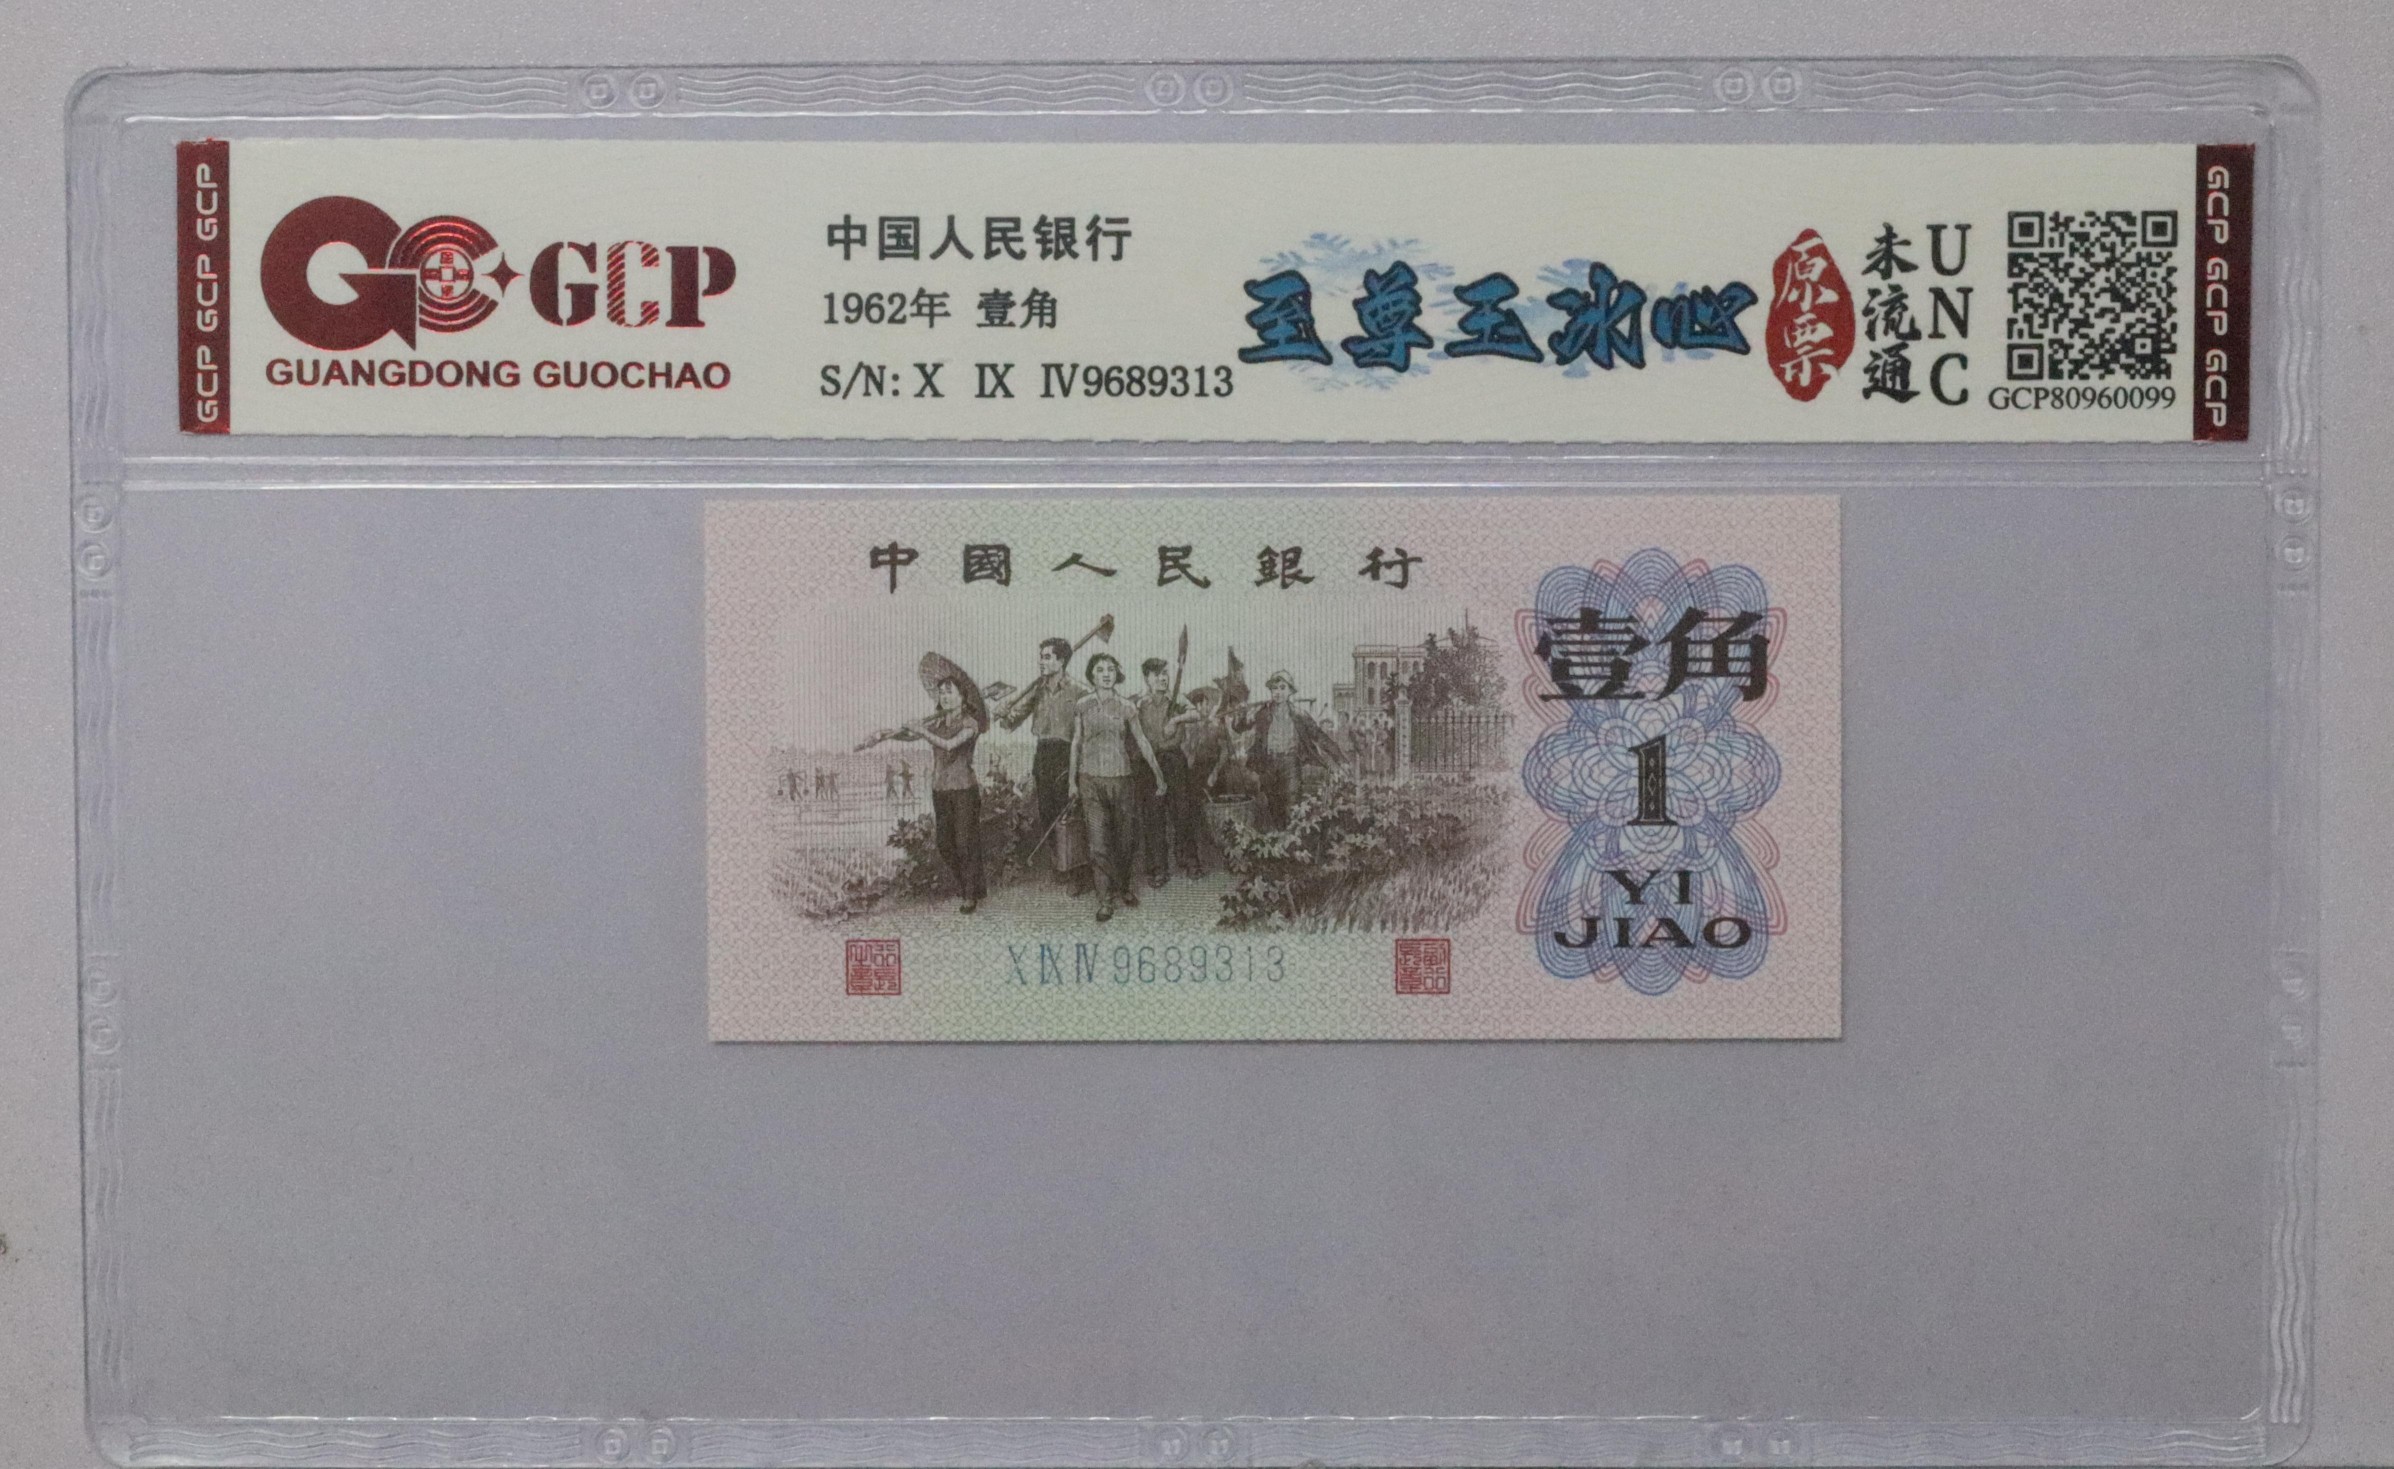 GCP GCP GCP
GCP
GUANGDONG GUOCHAO
中国人民银行
1962年 壹角
S/N: X IX IV9689313
至尊玉冰心
原票
未流通
UNC
GCP80960099
GCP GCP GCP
中國人民銀行
壹角
1
YI
JIAO
X IX IV 9689313